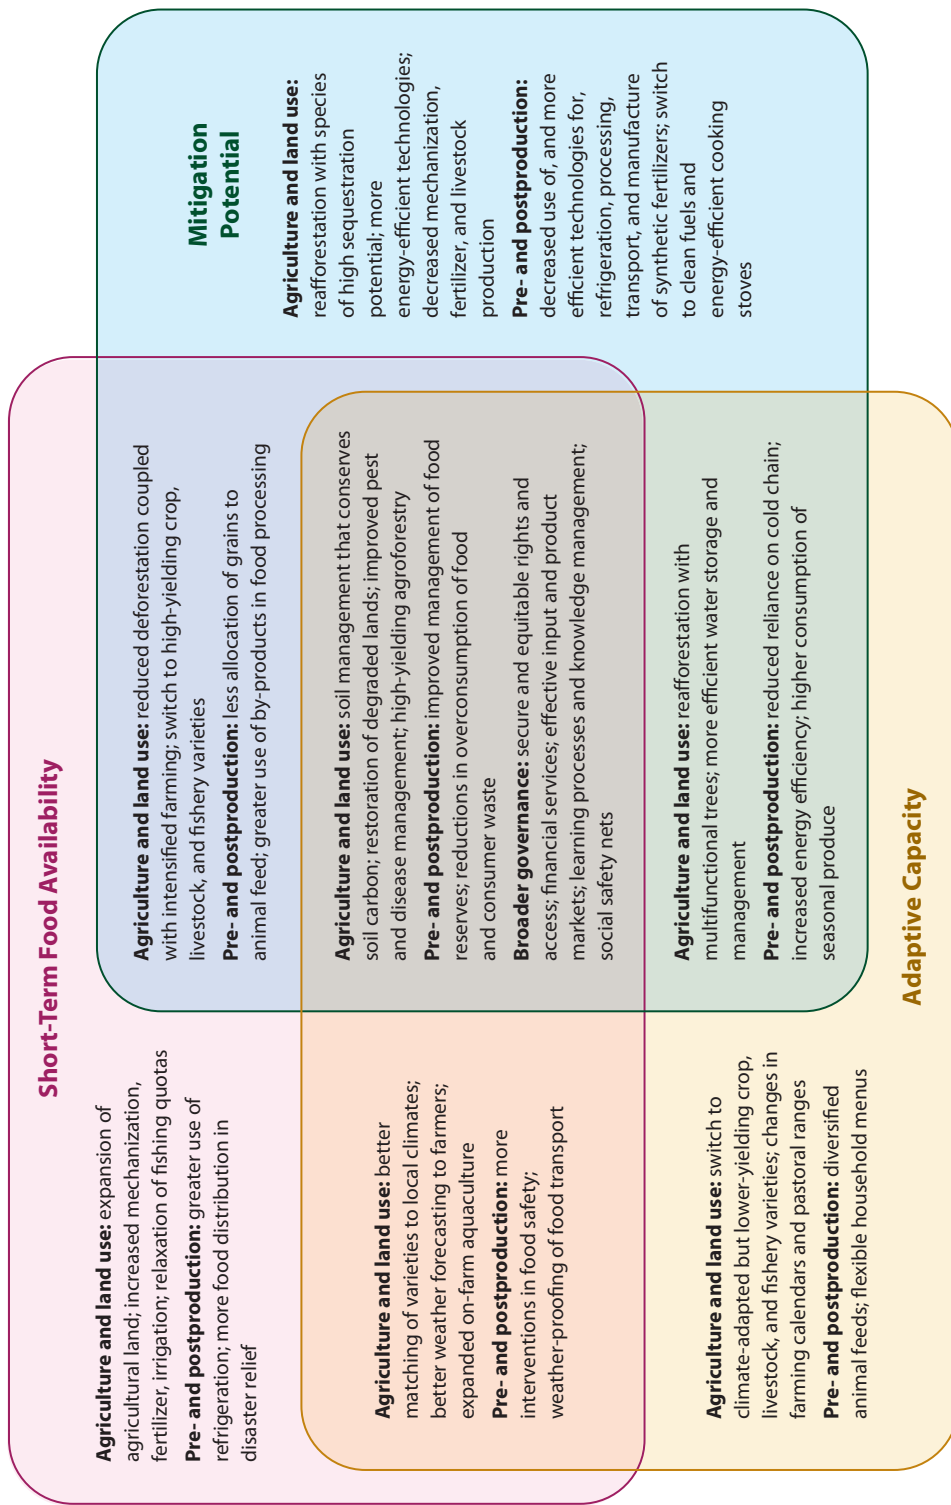 Short-Term Food Availability
Agriculture and land use: expansion of
agricultural land; increased mechanization,
fertilizer, irrigation; relaxation of fishing quotas
Pre- and postproduction: greater use of
refrigeration; more food distribution in
disaster relief
Agriculture and land use: reduced deforestation coupled
with intensified farming; switch to high-yielding crop,
livestock, and fishery varieties
Pre- and postproduction: less allocation of grains to
animal feed; greater use of by-products in food processing
Mitigation
Potential
Agriculture and land use:
reafforestation with species
of high sequestration
potential; more
energy-efficient technologies;
decreased mechanization,
fertilizer, and livestock
production
Pre- and postproduction:
decreased use of, and more
efficient technologies for,
refrigeration, processing,
transport, and manufacture
of synthetic fertilizers; switch
to clean fuels and
energy-efficient cooking
stoves
Agriculture and land use: better
matching of varieties to local climates;
better weather forecasting to farmers;
expanded on-farm aquaculture
Pre- and postproduction: more
interventions in food safety;
weather-proofing of food transport
Agriculture and land use: soil management that conserves
soil carbon; restoration of degraded lands; improved pest
and disease management; high-yielding agroforestry
Pre- and postproduction: improved management of food
reserves; reductions in overconsumption of food
and consumer waste
Broader governance: secure and equitable rights and
access; financial services; effective input and product
markets; learning processes and knowledge management;
social safety nets
Agriculture and land use: switch to
climate-adapted but lower-yielding crop,
livestock, and fishery varieties; changes in
farming calendars and pastoral ranges
Pre- and postproduction: diversified
animal feeds; flexible household menus
Agriculture and land use: reafforestation with
multifunctional trees; more efficient water storage and
management
Pre- and postproduction: reduced reliance on cold chain;
increased energy efficiency; higher consumption of
seasonal produce
Adaptive Capacity